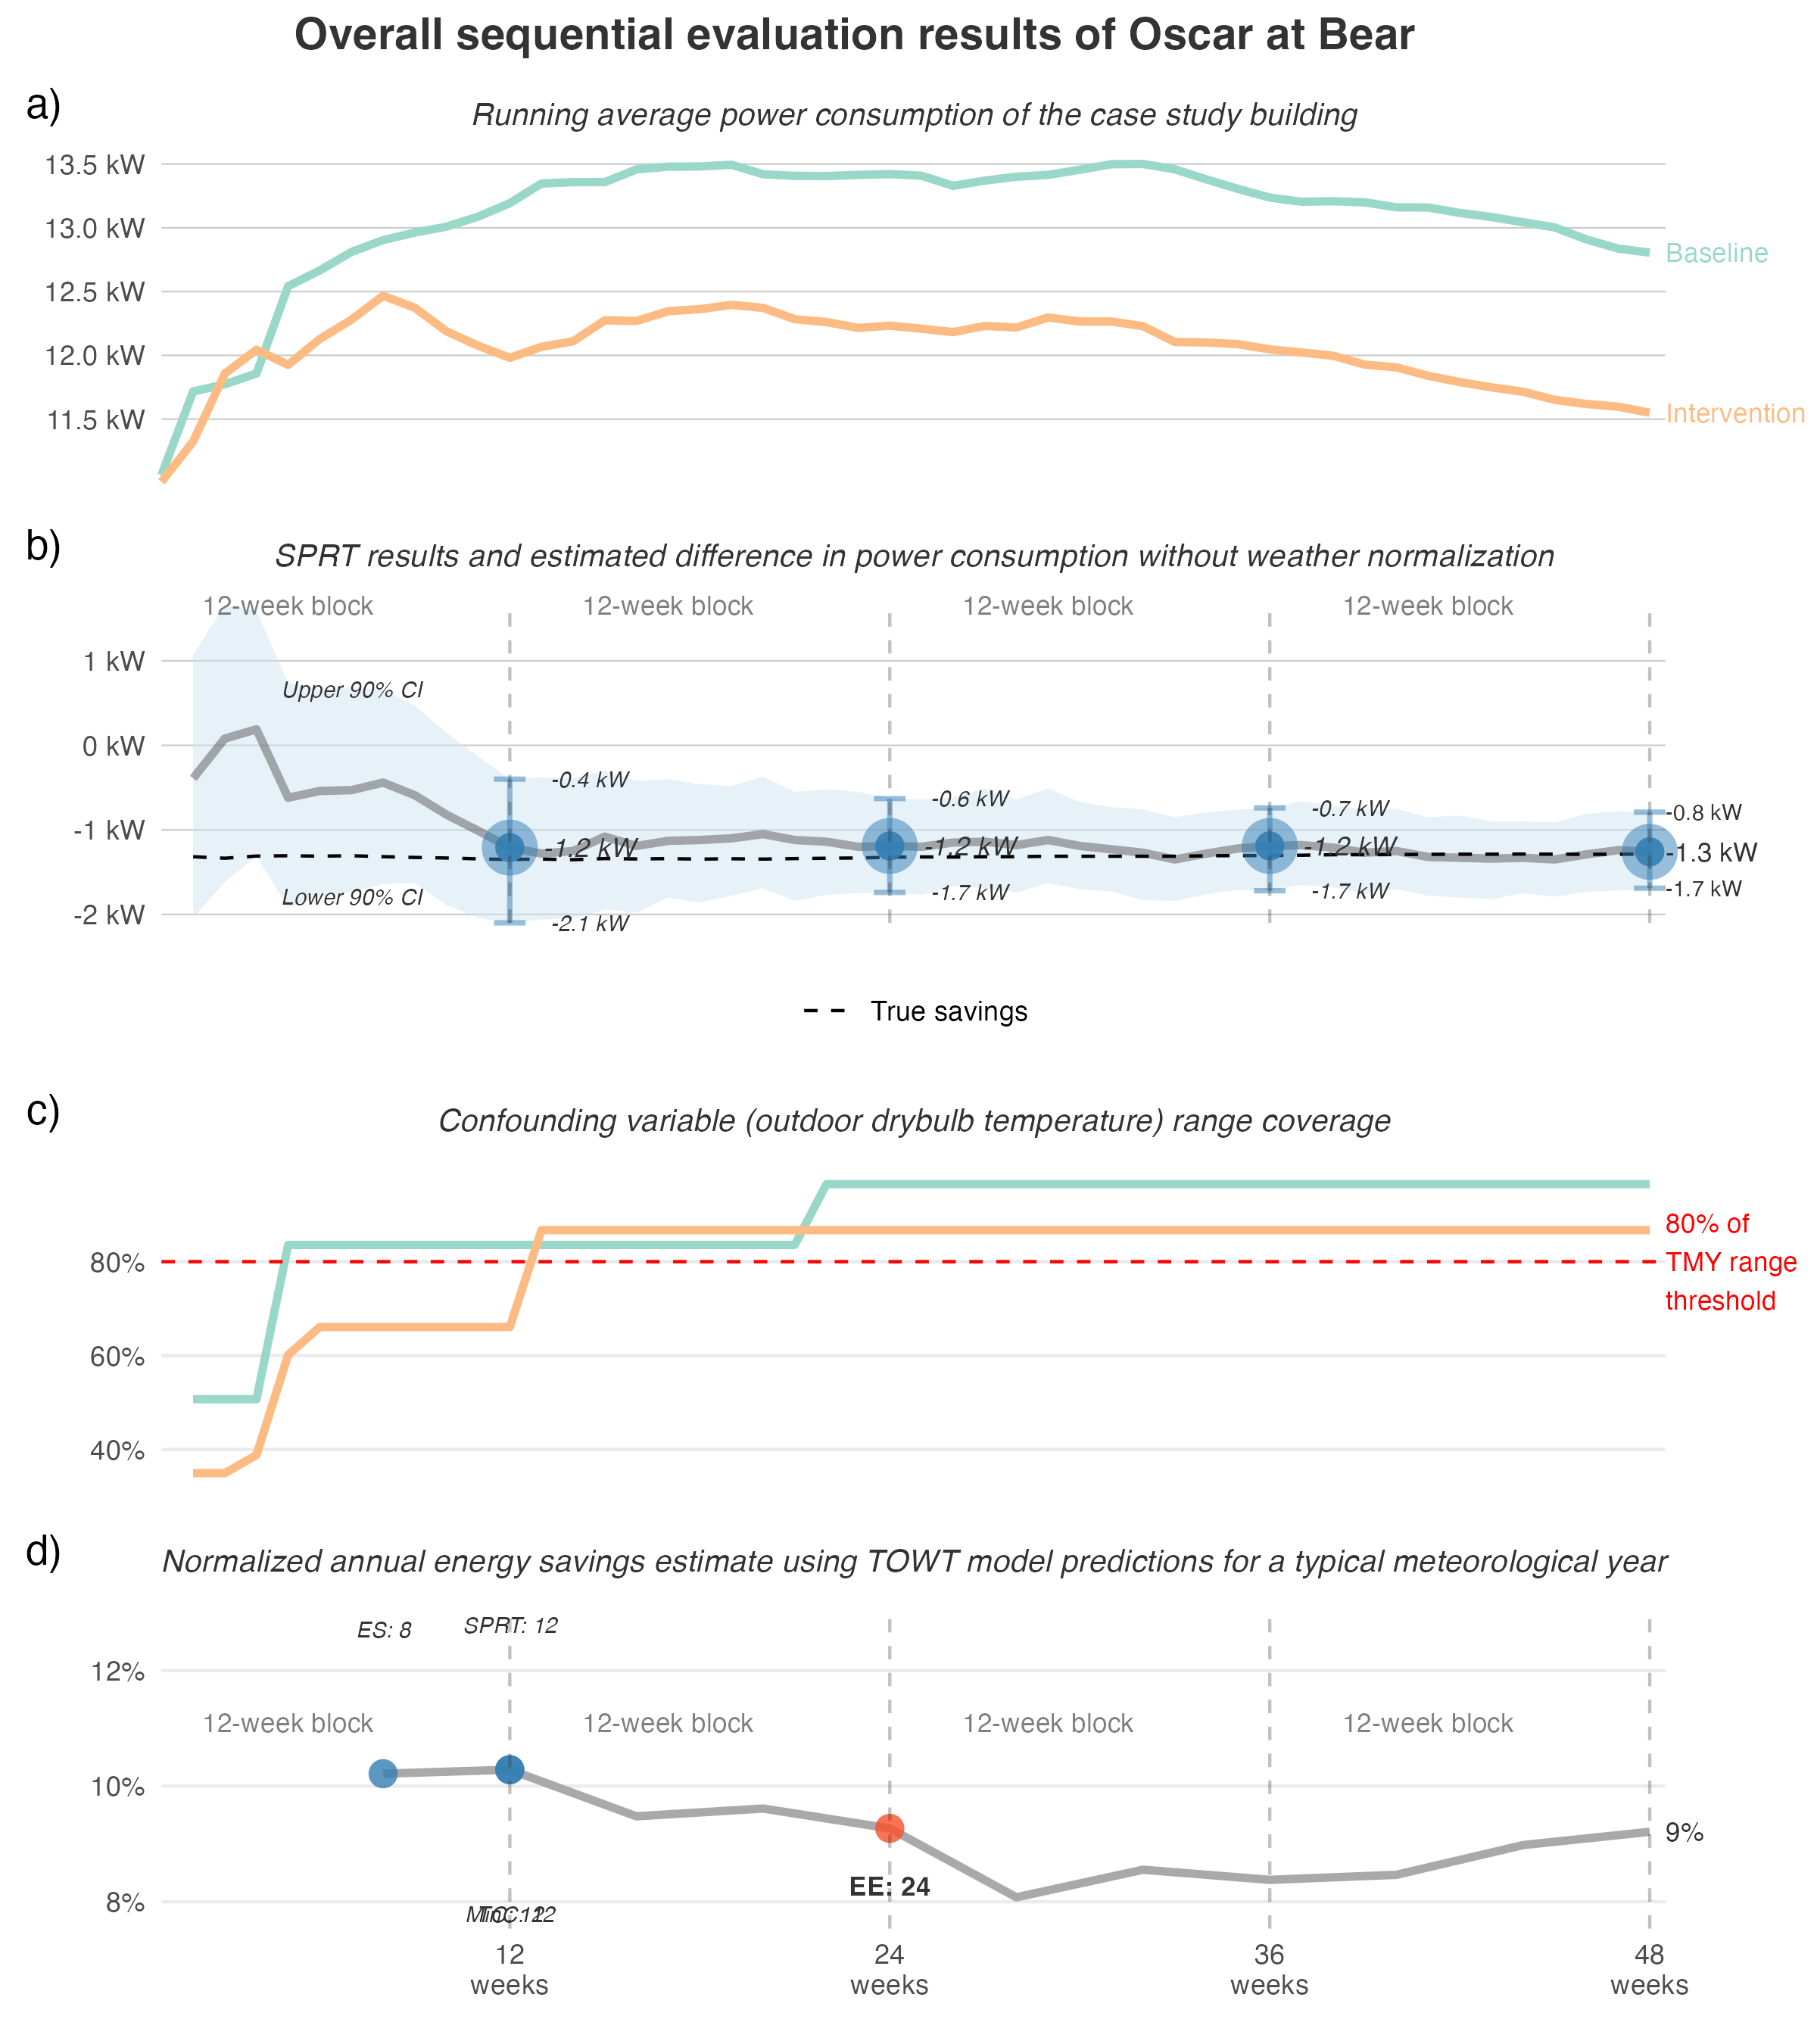 Overall sequential evaluation results of Oscar at Bear
a)
Running average power consumption of the case study building
13.5 kW
13.0 kW
12.5 kW
12.0 kW
11.5 kW
Baseline
Intervention
b)
SPRT results and estimated difference in power consumption without weather normalization
12-week block
12-week block
12-week block
12-week block
1 kW
0 kW
-1 kW
-2 kW
Upper 90% CI
Lower 90% CI
-0.4 kW
-1.2 kW
-2.1 kW
-0.6 kW
-1.2 kW
-1.7 kW
-0.7 kW
-1.2 kW
-1.7 kW
-0.8 kW
-1.3 kW
-1.7 kW
True savings
c)
Confounding variable (outdoor drybulb temperature) range coverage
80%
60%
40%
80% of
TMY range
threshold
d)
Normalized annual energy savings estimate using TOWT model predictions for a typical meteorological year
ES: 8
SPRT: 12
12%
10%
8%
12-week block
12-week block
12-week block
12-week block
EE: 24
9%
12
weeks
24
weeks
36
weeks
48
weeks